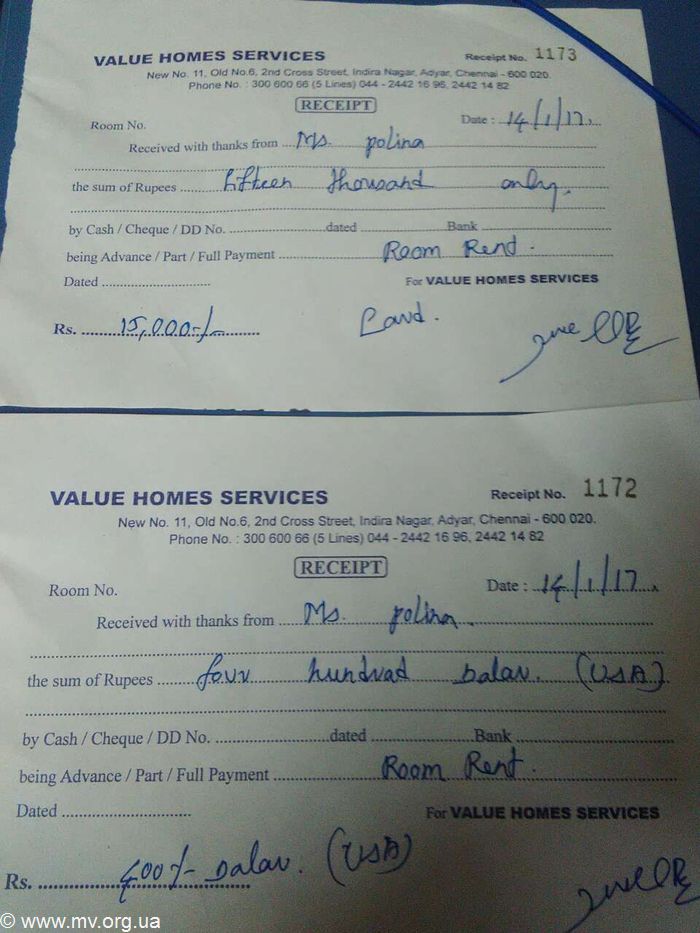 VALUE HOMES SERVICES Receipt No. 1173
New No. 11, Old No.6, 2nd Cross Street, Indira Nagar, Adyar, Chennai - 600 020.
Phone No. : 300 600 66 (5 Lines) 044 - 2442 16 96, 2442 14 82
RECEIPT
Room No. Date : 14/1/17.
Received with thanks from Ms. polina
the sum of Rupees fifteen thousand only.
by Cash / Cheque / DD No. dated Bank
being Advance / Part / Full Payment Room Rent.
Dated For VALUE HOMES SERVICES
Rs. 15,000-/-
VALUE HOMES SERVICES Receipt No. 1172
New No. 11, Old No.6, 2nd Cross Street, Indira Nagar, Adyar, Chennai - 600 020.
Phone No. : 300 600 66 (5 Lines) 044 - 2442 16 96, 2442 14 82
RECEIPT
Room No. Date : 14/1/17.
Received with thanks from Ms. polina.
the sum of Rupees four hundrad Dalar. (USA)
by Cash / Cheque / DD No. dated Bank
being Advance / Part / Full Payment Room Rent.
Dated For VALUE HOMES SERVICES
Rs. 400/- Dalar. (USA)
© www.mv.org.ua